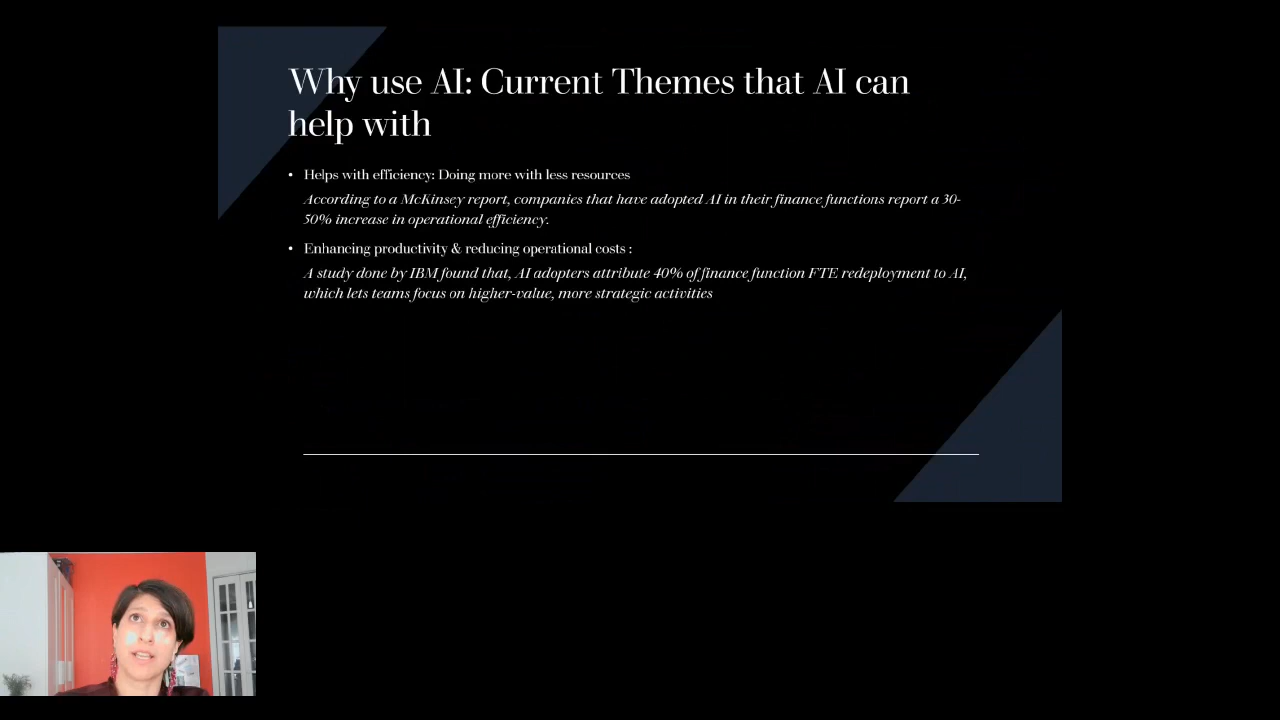 Why use AI: Current Themes that AI can
help with
• Helps with efficiency: Doing more with less resources
According to a McKinsey report, companies that have adopted AI in their finance functions report a 30-
50% increase in operational efficiency.
• Enhancing productivity & reducing operational costs :
A study done by IBM found that, AI adopters attribute 40% of finance function FTE redeployment to AI,
which lets teams focus on higher-value, more strategic activities